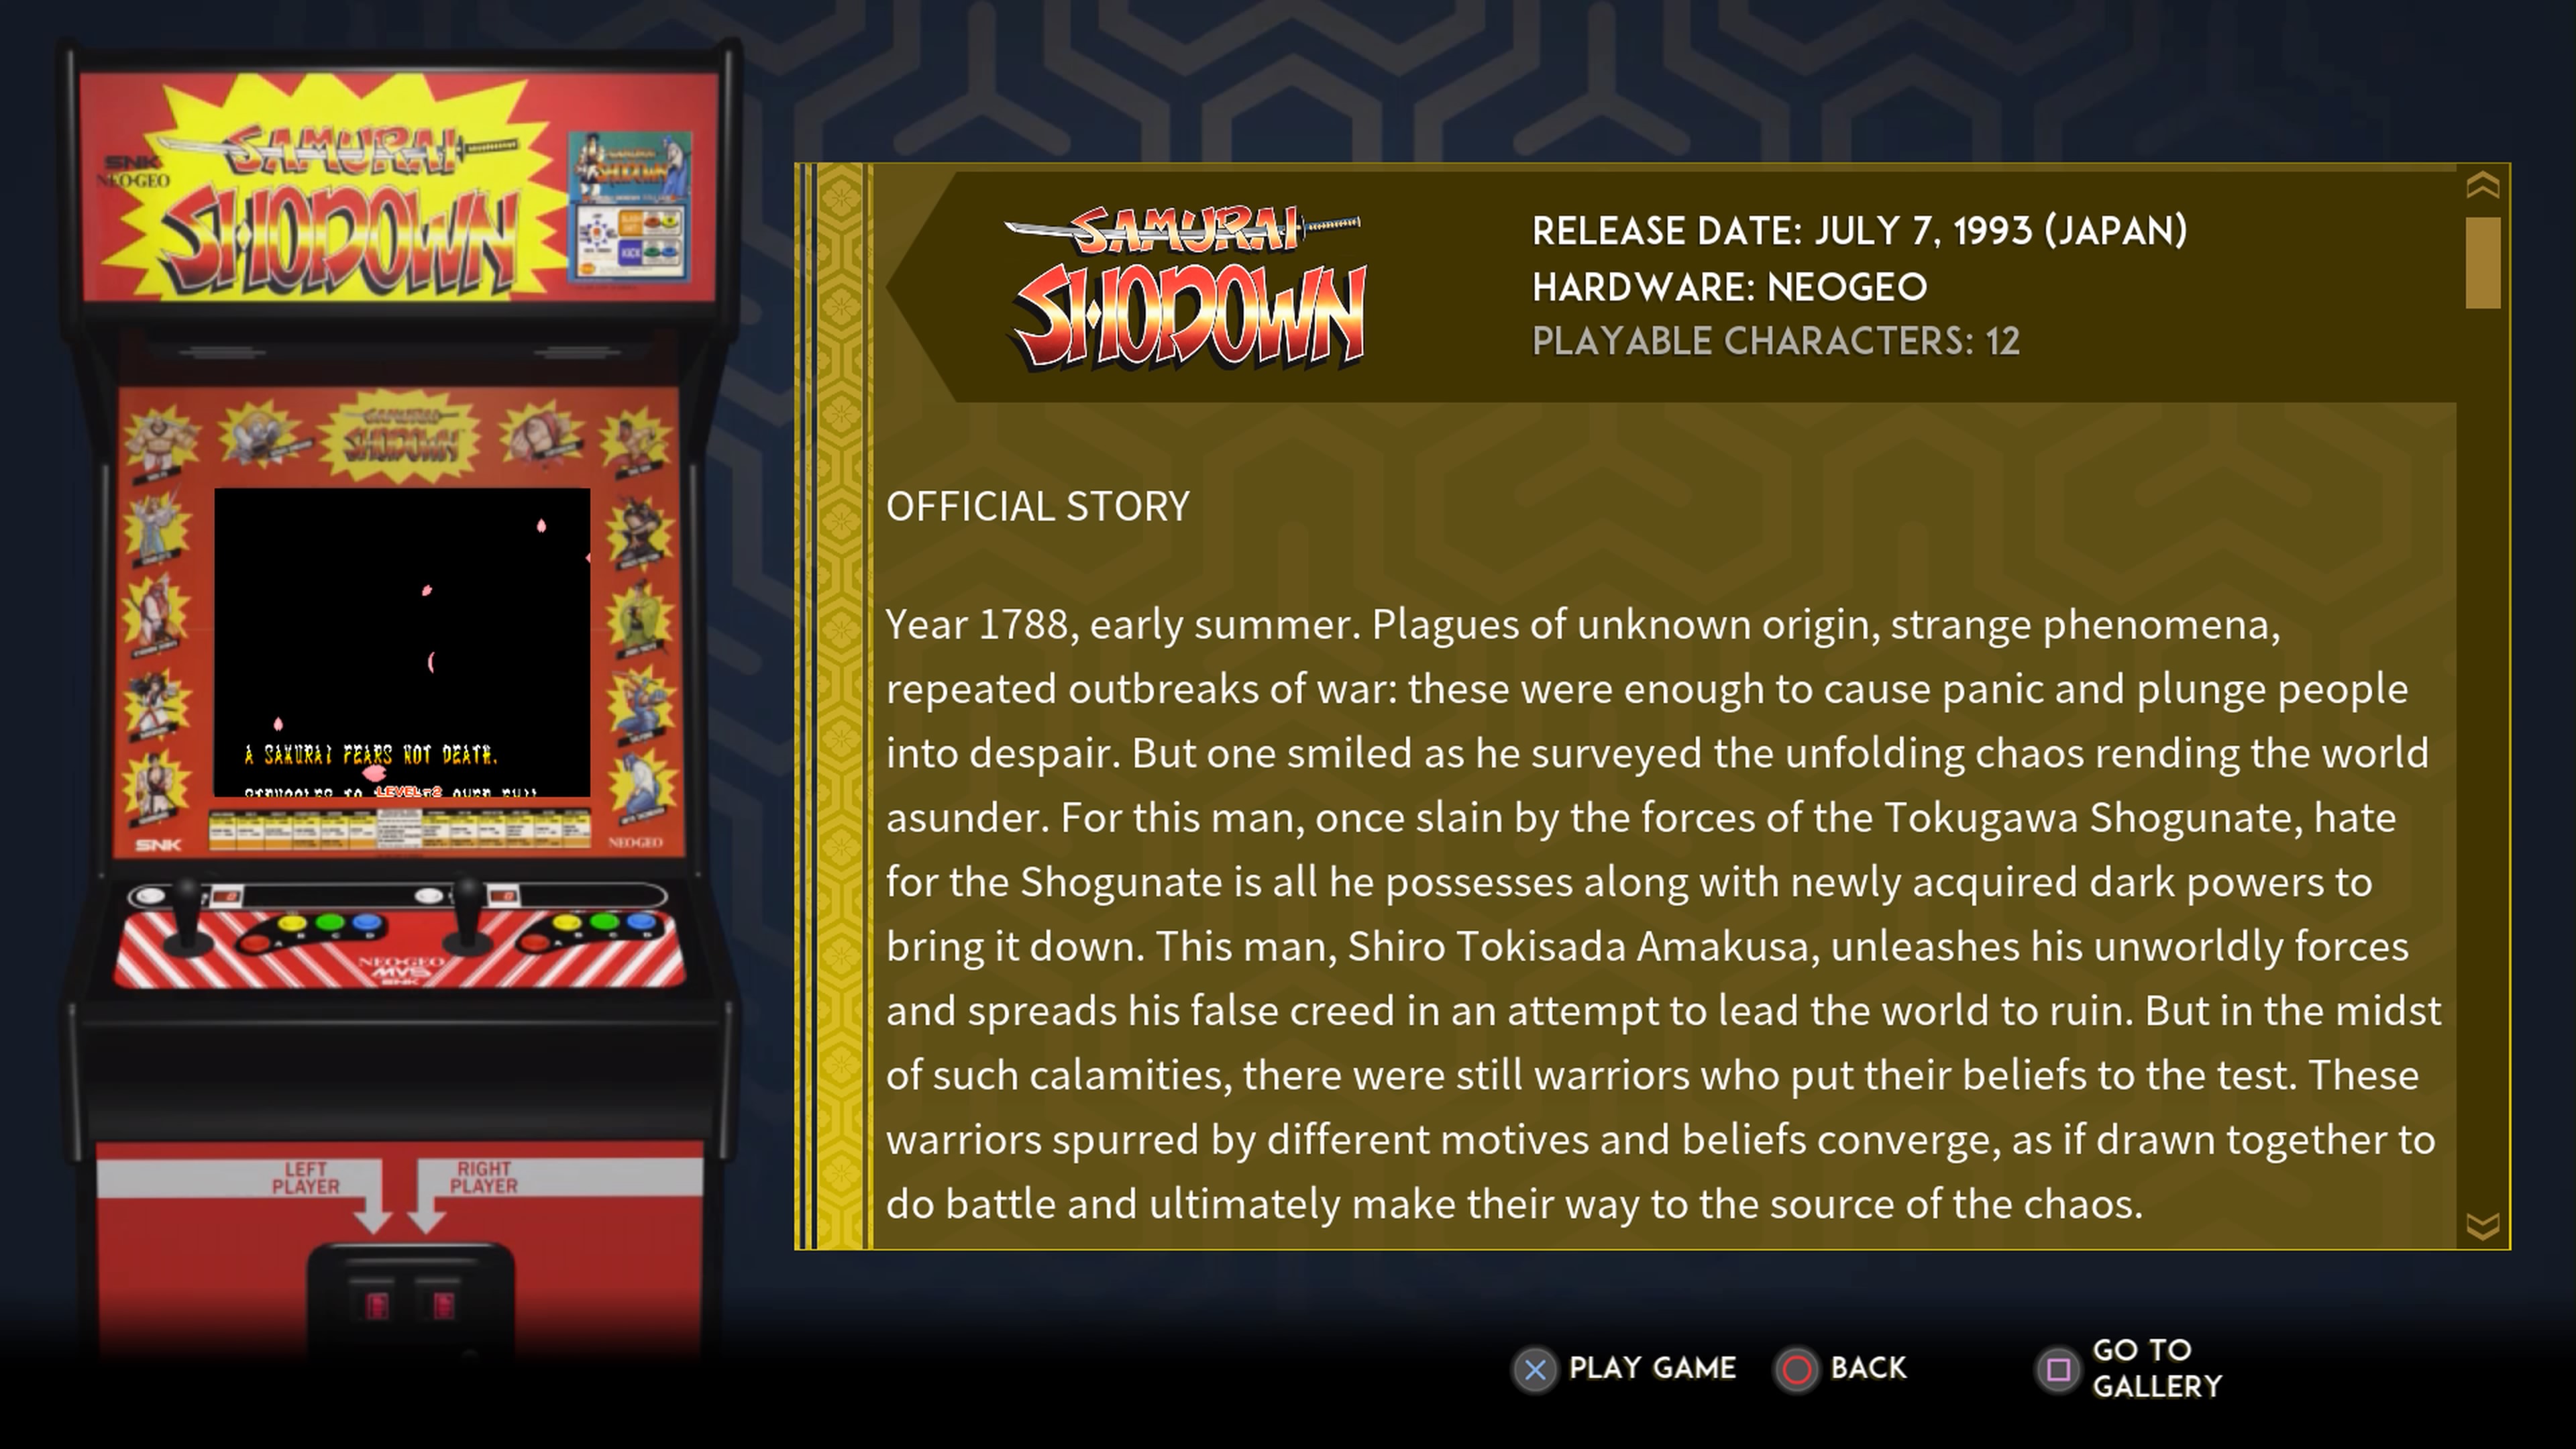 SAMURAI
SHODOWN
SNK
NEO·GEO
SAMURAI
SHODOWN
KICK
SAMURAI
SHODOWN
A SAMURAI FEARS NOT DEATH.
LEVEL-2
SNK
NEO·GEO
A B C D
A B C D
NEO·GEO
MVS
SNK
LEFT
PLAYER
RIGHT
PLAYER
SAMURAI
SHODOWN
RELEASE DATE: JULY 7, 1993 (JAPAN)
HARDWARE: NEOGEO
PLAYABLE CHARACTERS: 12
OFFICIAL STORY
Year 1788, early summer. Plagues of unknown origin, strange phenomena,
repeated outbreaks of war: these were enough to cause panic and plunge people
into despair. But one smiled as he surveyed the unfolding chaos rending the world
asunder. For this man, once slain by the forces of the Tokugawa Shogunate, hate
for the Shogunate is all he possesses along with newly acquired dark powers to
bring it down. This man, Shiro Tokisada Amakusa, unleashes his unworldly forces
and spreads his false creed in an attempt to lead the world to ruin. But in the midst
of such calamities, there were still warriors who put their beliefs to the test. These
warriors spurred by different motives and beliefs converge, as if drawn together to
do battle and ultimately make their way to the source of the chaos.
PLAY GAME
BACK
GO TO
GALLERY